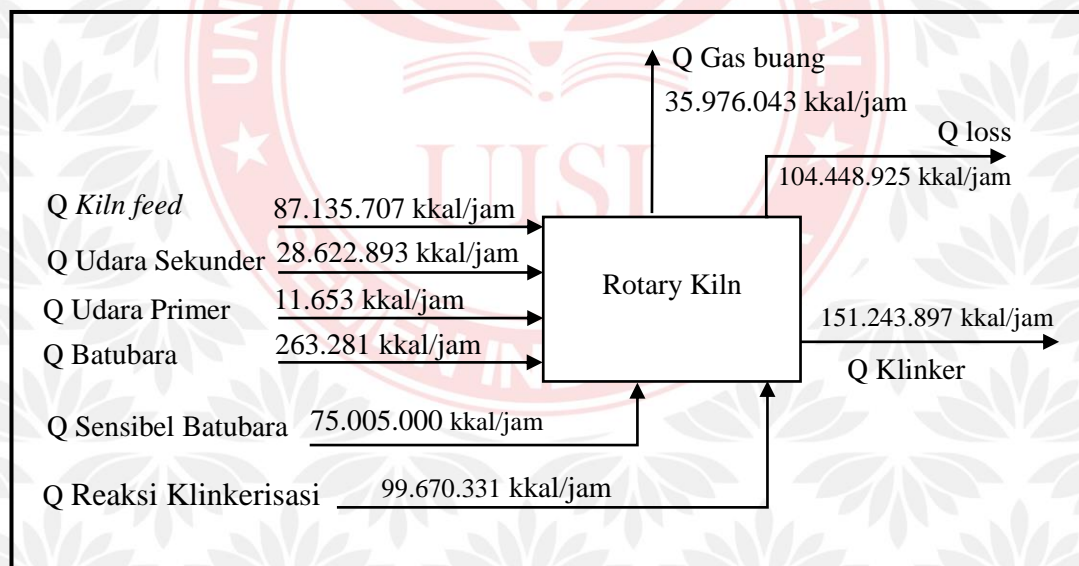 Q Gas buang
35.976.043 kkal/jam
Q loss
104.448.925 kkal/jam
Q Kiln feed 87.135.707 kkal/jam
Q Udara Sekunder 28.622.893 kkal/jam
Q Udara Primer 11.653 kkal/jam
Q Batubara 263.281 kkal/jam
Rotary Kiln
151.243.897 kkal/jam
Q Klinker
Q Sensibel Batubara 75.005.000 kkal/jam
Q Reaksi Klinkerisasi 99.670.331 kkal/jam
UISI